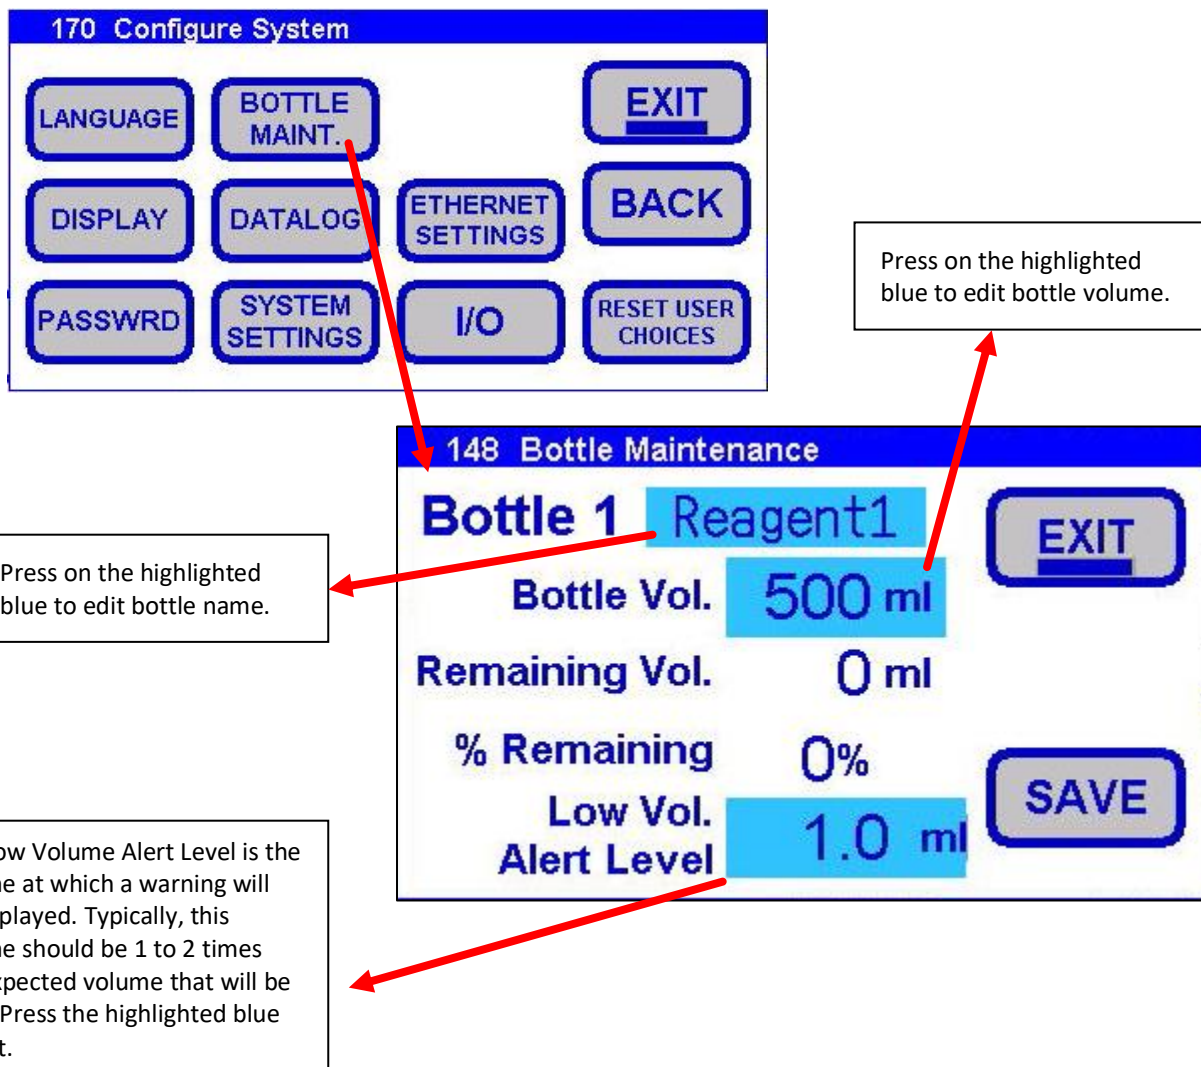 170 Configure System
LANGUAGE
BOTTLE
MAINT.
EXIT
DISPLAY
DATALOG
ETHERNET
SETTINGS
BACK
PASSWRD
SYSTEM
SETTINGS
I/O
RESET USER
CHOICES
Press on the highlighted
blue to edit bottle volume.
148 Bottle Maintenance
Bottle 1 Reagent1
EXIT
Bottle Vol. 500 ml
Remaining Vol. 0 ml
% Remaining 0%
Low Vol.
Alert Level 1.0 ml
SAVE
Press on the highlighted
blue to edit bottle name.
Volume Alert Level is the
at which a warning will
Typically, this
should be 1 to 2 times
volume that will be
Press the highlighted blue